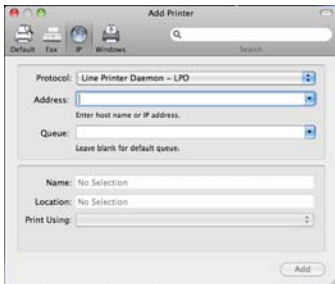 Add Printer
Default Fax IP Windows Search
Protocol: Line Printer Daemon – LPD
Address:
Enter host name or IP address.
Queue:
Leave blank for default queue.
Name: No Selection
Location: No Selection
Print Using:
Add